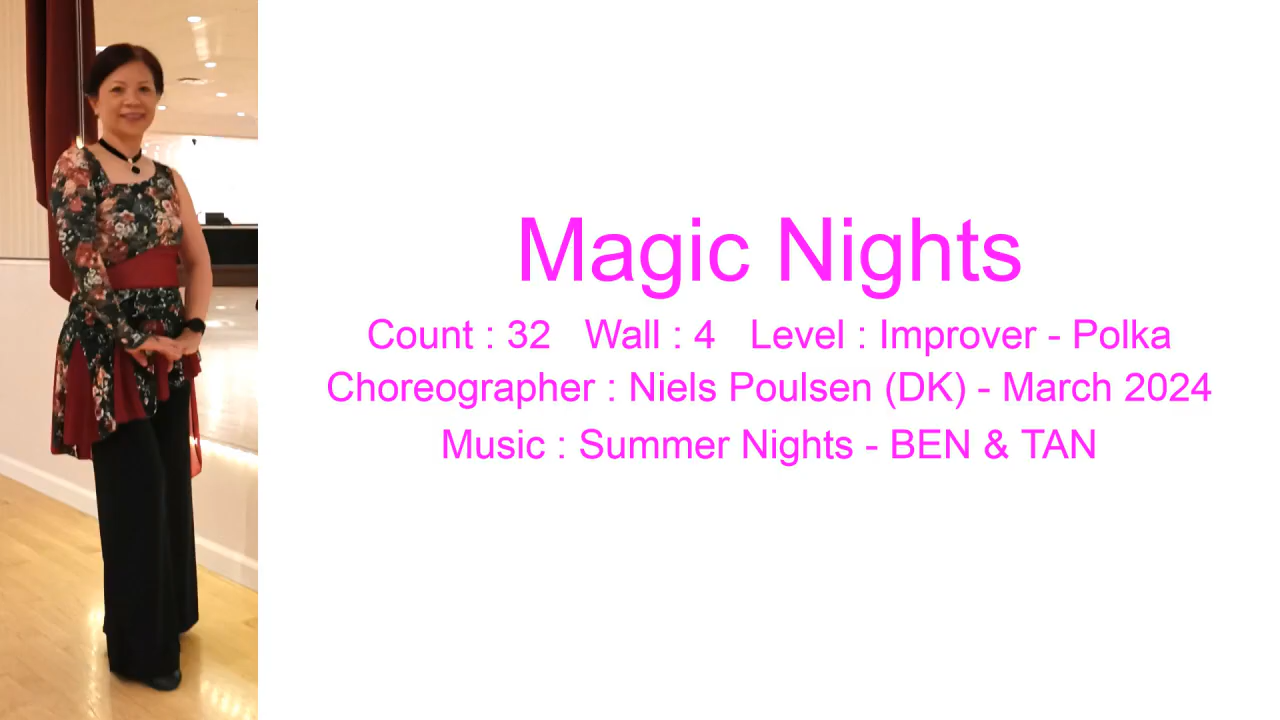 Magic Nights
Count : 32 Wall : 4 Level : Improver - Polka
Choreographer : Niels Poulsen (DK) - March 2024
Music : Summer Nights - BEN & TAN